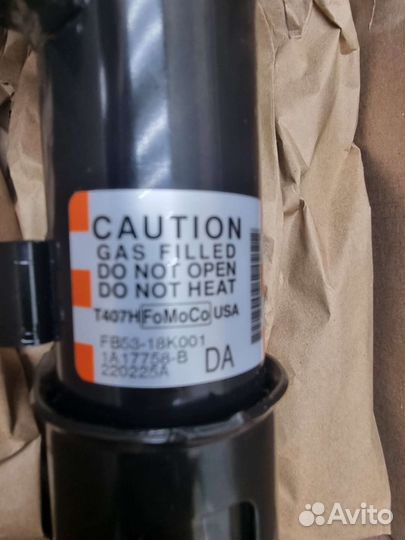 CAUTION
GAS FILLED
DO NOT OPEN
DO NOT HEAT
T407H FoMoCo USA
FB53-18K001
1A17758-B DA
220225A
Avito